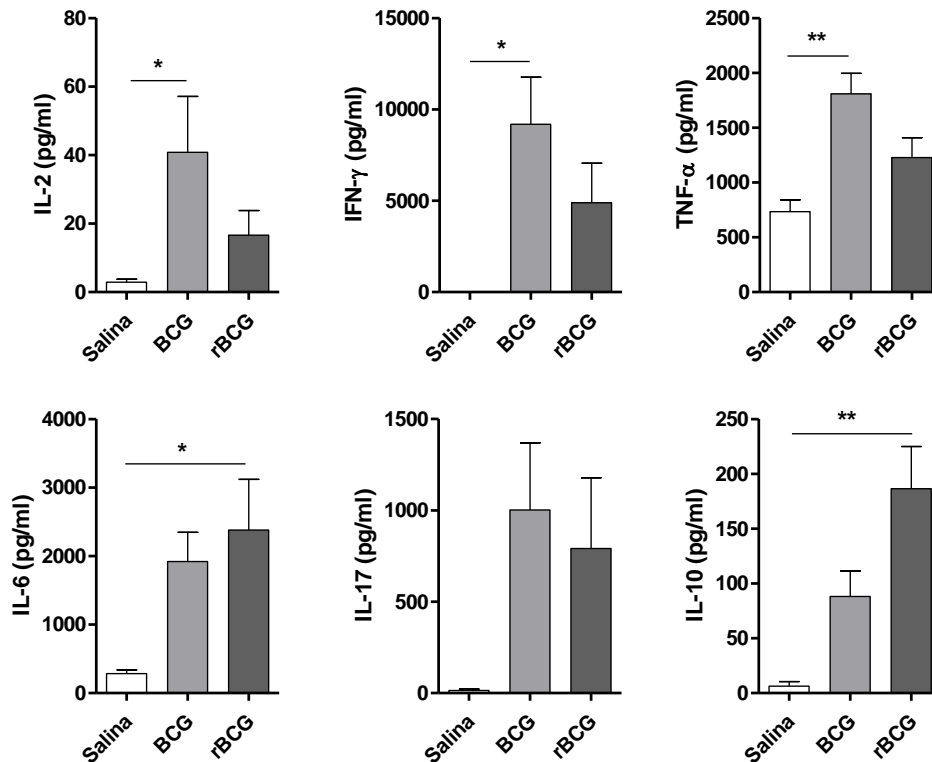 IL-2 (pg/ml)
80
60
40
20
0
*
Salina
BCG
rBCG
IFN-γ (pg/ml)
15000
10000
5000
0
*
Salina
BCG
rBCG
TNF-α (pg/ml)
2500
2000
1500
1000
500
0
**
Salina
BCG
rBCG
IL-6 (pg/ml)
4000
3000
2000
1000
0
*
Salina
BCG
rBCG
IL-17 (pg/ml)
1500
1000
500
0
Salina
BCG
rBCG
IL-10 (pg/ml)
250
200
150
100
50
0
**
Salina
BCG
rBCG